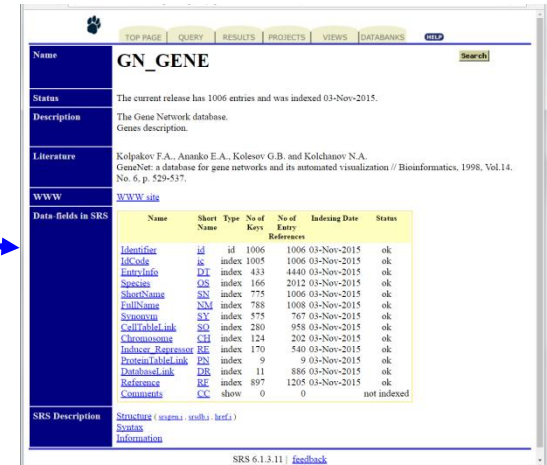 TOP PAGE QUERY RESULTS PROJECTS VIEWS DATABANKS HELP
Name GN_GENE Search
Status The current release has 1006 entries and was indexed 03-Nov-2015.
Description The Gene Network database.
Genes description.
Literature Kolpakov F.A., Ananko E.A., Kolesov G.B. and Kolchanov N.A.
GeneNet: a database for gene networks and its automated visualization // Bioinformatics, 1998, Vol.14.
No. 6, p. 529-537.
WWW WWW site
Data-fields in SRS
Name Short Name Type No of Keys No of Entry References Indexing Date Status
Identifier id id 1006 1006 03-Nov-2015 ok
IdCode ic index 1005 1006 03-Nov-2015 ok
EntryInfo DT index 433 4440 03-Nov-2015 ok
Species OS index 166 2012 03-Nov-2015 ok
ShortName SN index 775 1006 03-Nov-2015 ok
FullName NM index 788 1008 03-Nov-2015 ok
Synonym SY index 575 767 03-Nov-2015 ok
CellTableLink SO index 280 958 03-Nov-2015 ok
Chromosome CH index 124 202 03-Nov-2015 ok
Inducer_Repressor RE index 170 540 03-Nov-2015 ok
ProteinTableLink PN index 9 9 03-Nov-2015 ok
DatabaseLink DR index 11 886 03-Nov-2015 ok
Reference RF index 897 1205 03-Nov-2015 ok
Comments CC show 0 0 not indexed
SRS Description Structure ( srsgen.i , srsdb.i , href.i )
Syntax
Information
SRS 6.1.3.11 | feedback